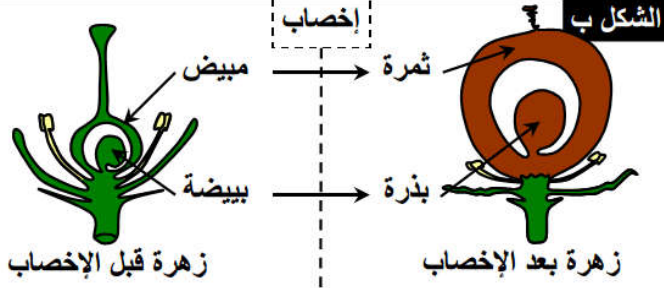 الشكل ب
إخصاب
ثمرة
مبيض
بذرة
بييضة
زهرة بعد الإخصاب
زهرة قبل الإخصاب